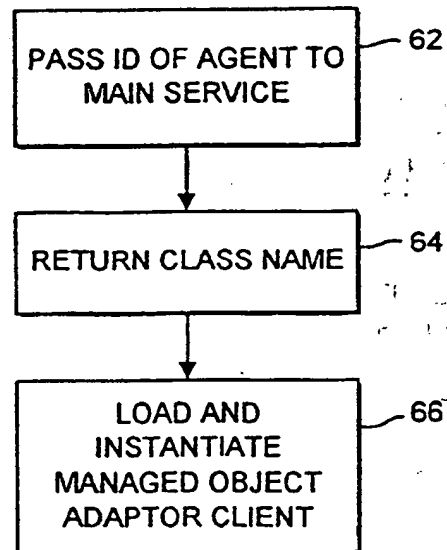 PASS ID OF AGENT TO
MAIN SERVICE
62
RETURN CLASS NAME
64
LOAD AND
INSTANTIATE
MANAGED OBJECT
ADAPTOR CLIENT
66